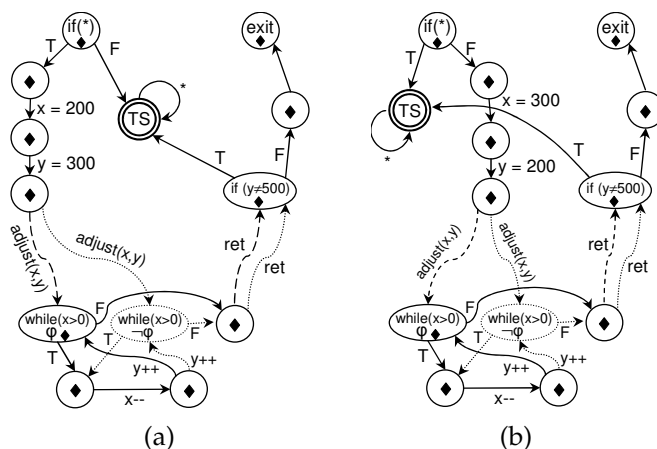 if(*)
exit
T
F
x = 200
TS
*
y = 300
T
F
if (y≠500)
adjust(x,y)
adjust(x,y)
ret
ret
while(x>0)
φ
F
while(x>0)
¬φ
F
T
T
y++
y++
x--
(a)
if(*)
exit
T
F
x = 300
TS
*
y = 200
T
F
if (y≠500)
adjust(x,y)
adjust(x,y)
ret
ret
while(x>0)
φ
F
while(x>0)
¬φ
F
T
T
y++
y++
x--
(b)